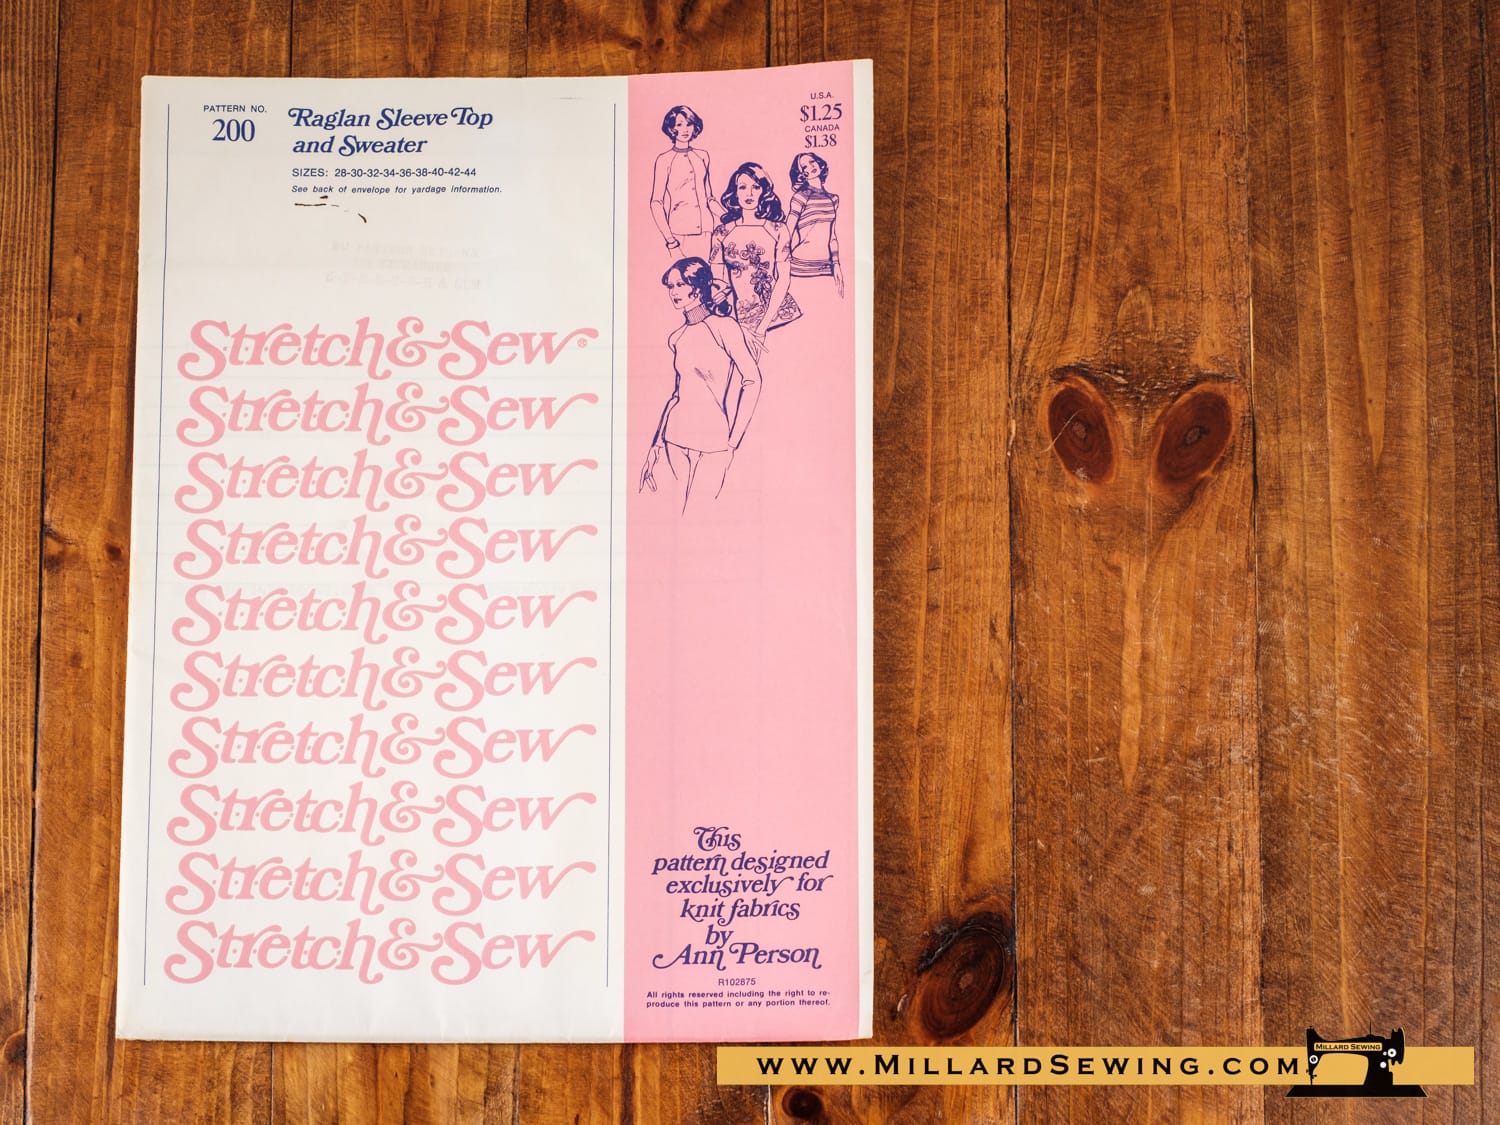 PATTERN NO.
200
Raglan Sleeve Top
and Sweater
SIZES: 28-30-32-34-36-38-40-42-44
See back of envelope for yardage information.
Stretch & Sew®
Stretch & Sew
Stretch & Sew
Stretch & Sew
Stretch & Sew
Stretch & Sew
Stretch & Sew
Stretch & Sew
Stretch & Sew
Stretch & Sew
U.S.A.
$1.25
CANADA
$1.38
This
pattern designed
exclusively for
knit fabrics
by
Ann Person
R102875
All rights reserved including the right to re-
produce this pattern or any portion thereof.
www.MillardSewing.com
Millard Sewing